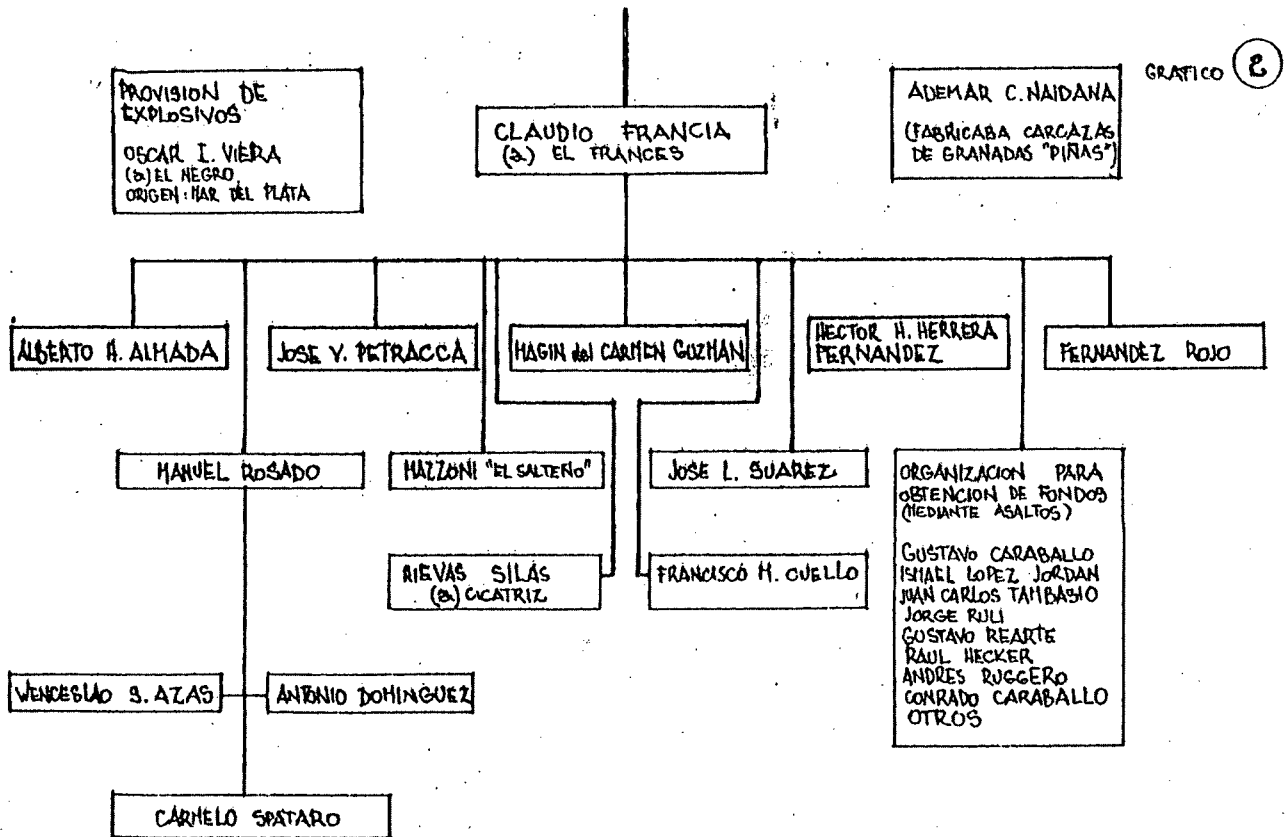 GRAFICO 2
PROVISION DE
EXPLOSIVOS
OSCAR I. VIERA
(a) EL NEGRO
ORIGEN: MAR DEL PLATA
CLAUDIO FRANCIA
(a) EL FRANCES
ADEMAR C. NAIDANA
(FABRICABA CARCAZAS
DE GRANADAS "PIÑAS")
ALBERTO A. ALMADA
JOSE V. PETRACCA
MAGIN del CARMEN GUZMAN
HECTOR H. HERRERA
FERNANDEZ
FERNANDEZ ROJO
MANUEL ROSADO
MAZZONI "EL SALTEÑO"
JOSE L. SUAREZ
ORGANIZACION PARA
OBTENCION DE FONDOS
(MEDIANTE ASALTOS)
GUSTAVO CARABALLO
ISMAEL LOPEZ JORDAN
JUAN CARLOS TAMBASIO
JORGE RULI
GUSTAVO REARTE
RAUL HECKER
ANDRES RUGGERO
CONRADO CARABALLO
OTROS
NIEVAS SILAS
(a) CICATRIZ
FRANCISCO M. CUELLO
WENCESLAO S. AZAS
ANTONIO DOMINGUEZ
CARMELO SPATARO